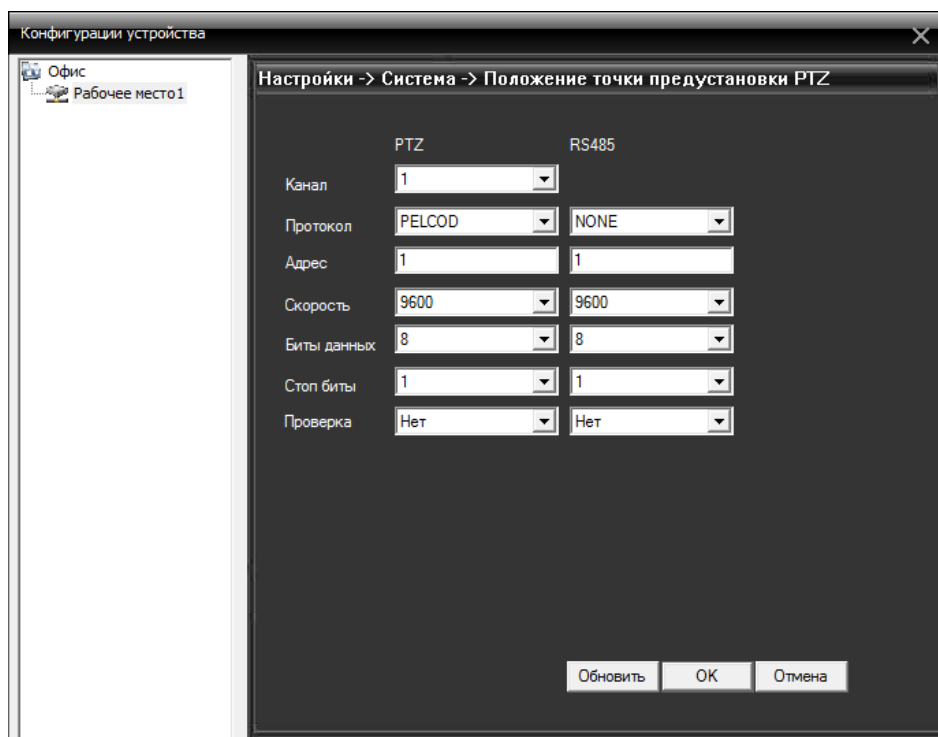 Конфигурации устройства
Офис
Рабочее место1
Настройки -> Система -> Положение точки предустановки PTZ
PTZ RS485
Канал 1
Протокол PELCOD NONE
Адрес 1 1
Скорость 9600 9600
Биты данных 8 8
Стоп биты 1 1
Проверка Нет Нет
Обновить OK Отмена